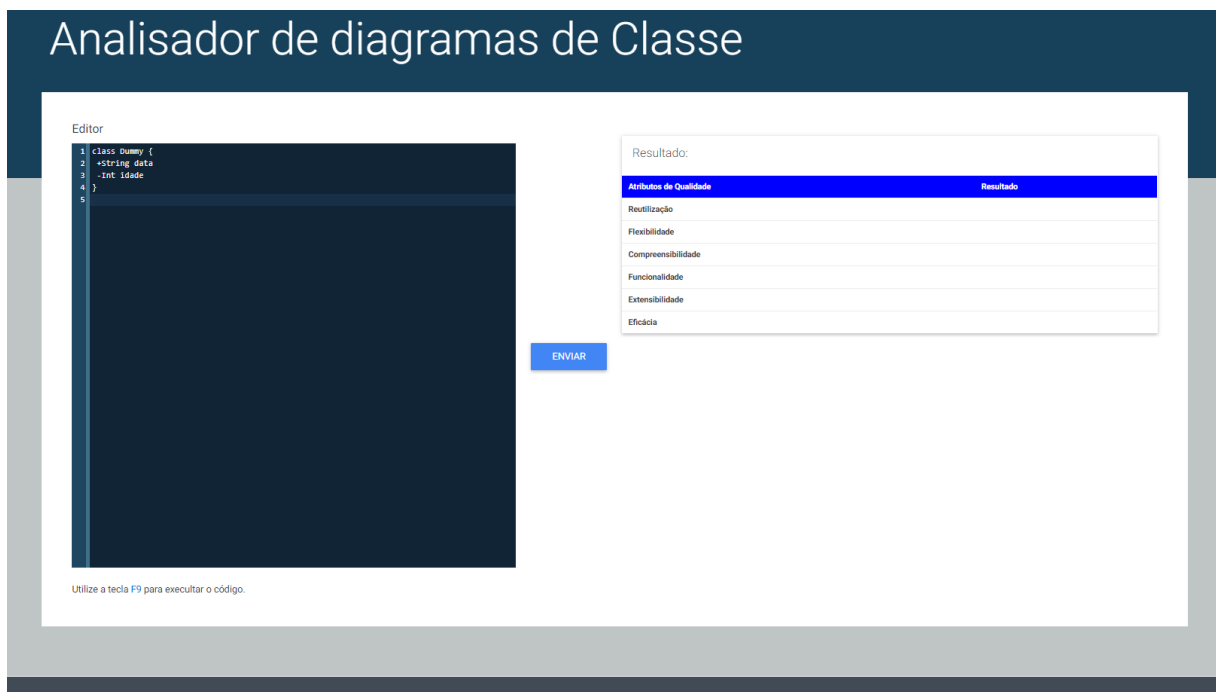 Analisador de diagramas de Classe
Editor
1 class Dummy {
2 +String data
3 -Int idade
4 }
5
Utilize a tecla F9 para execultar o código.
ENVIAR
Resultado:
Atributos de Qualidade Resultado
Reutilização
Flexibilidade
Compreensibilidade
Funcionalidade
Extensibilidade
Eficácia